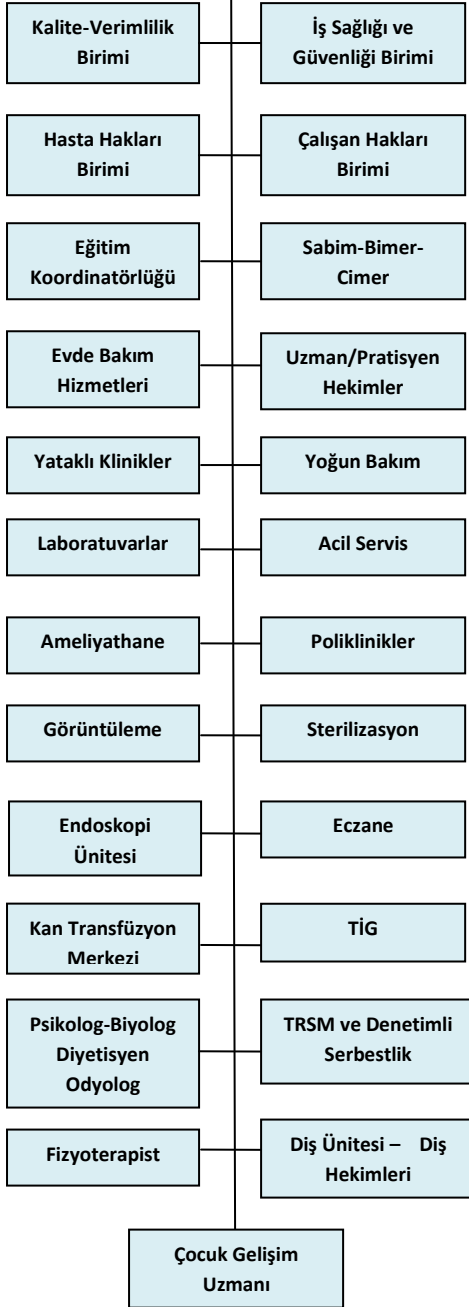 Kalite-Verimlilik
Birimi
İş Sağlığı ve
Güvenliği Birimi
Hasta Hakları
Birimi
Çalışan Hakları
Birimi
Eğitim
Koordinatörlüğü
Sabim-Bimer-
Cimer
Evde Bakım
Hizmetleri
Uzman/Pratisyen
Hekimler
Yataklı Klinikler
Yoğun Bakım
Laboratuvarlar
Acil Servis
Ameliyathane
Poliklinikler
Görüntüleme
Sterilizasyon
Endoskopi
Ünitesi
Eczane
Kan Transfüzyon
Merkezi
TİG
Psikolog-Biyolog
Diyetisyen
Odyolog
TRSM ve Denetimli
Serbestlik
Fizyoterapist
Diş Ünitesi – Diş
Hekimleri
Çocuk Gelişim
Uzmanı